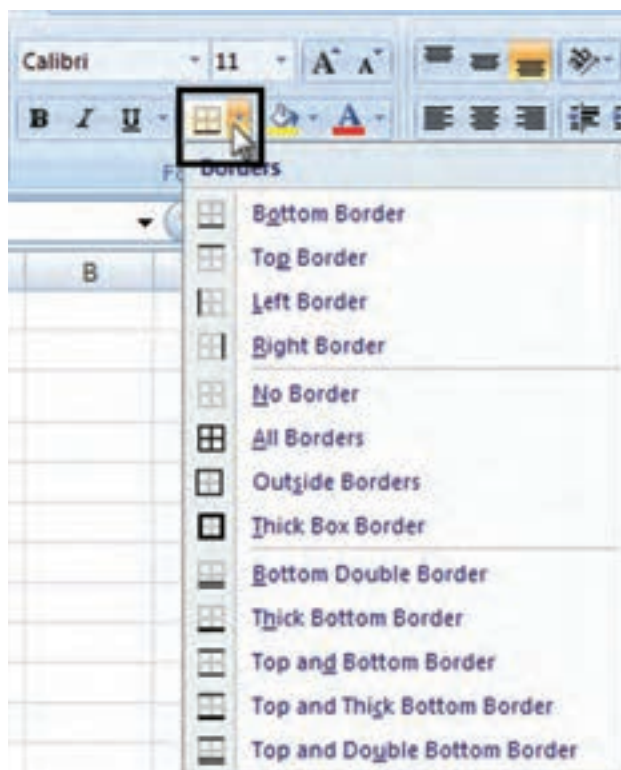 Calibri 11 A A
B I U A
Borders
B
Bottom Border
Top Border
Left Border
Right Border
No Border
All Borders
Outside Borders
Thick Box Border
Bottom Double Border
Thick Bottom Border
Top and Bottom Border
Top and Thick Bottom Border
Top and Double Bottom Border